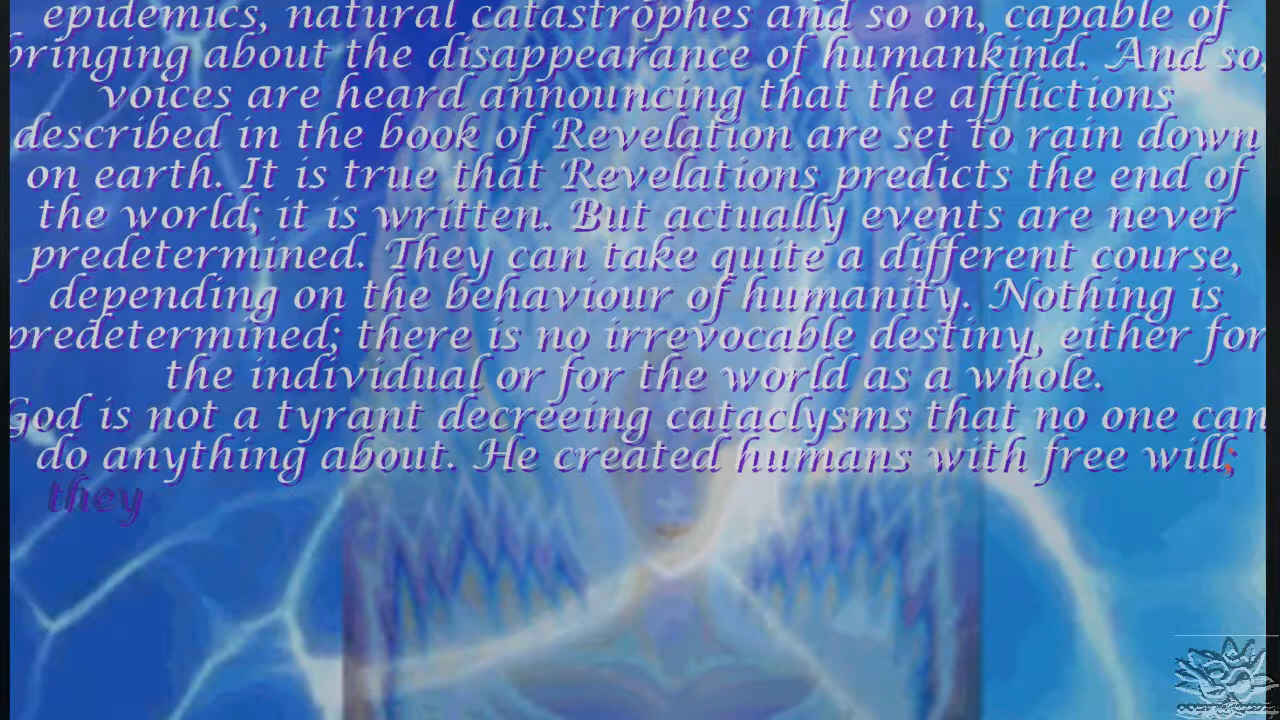 epidemics, natural catastrophes and so on, capable of
bringing about the disappearance of humankind. And so,
voices are heard announcing that the afflictions
described in the book of Revelation are set to rain down
on earth. It is true that Revelations predicts the end of
the world; it is written. But actually events are never
predetermined. They can take quite a different course,
depending on the behaviour of humanity. Nothing is
predetermined; there is no irrevocable destiny, either for
the individual or for the world as a whole.
God is not a tyrant decreeing cataclysms that no one can
do anything about. He created humans with free will;
they